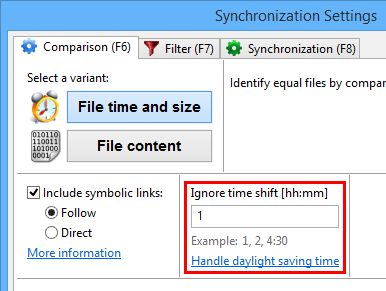 Synchronization Settings
Comparison (F6) Filter (F7) Synchronization (F8)
Select a variant:
Identify equal files by compa
File time and size
010110
110011
101010
0001
File content
Include symbolic links:
Follow
Direct
More information
Ignore time shift [hh:mm]
1
Example: 1, 2, 4:30
Handle daylight saving time